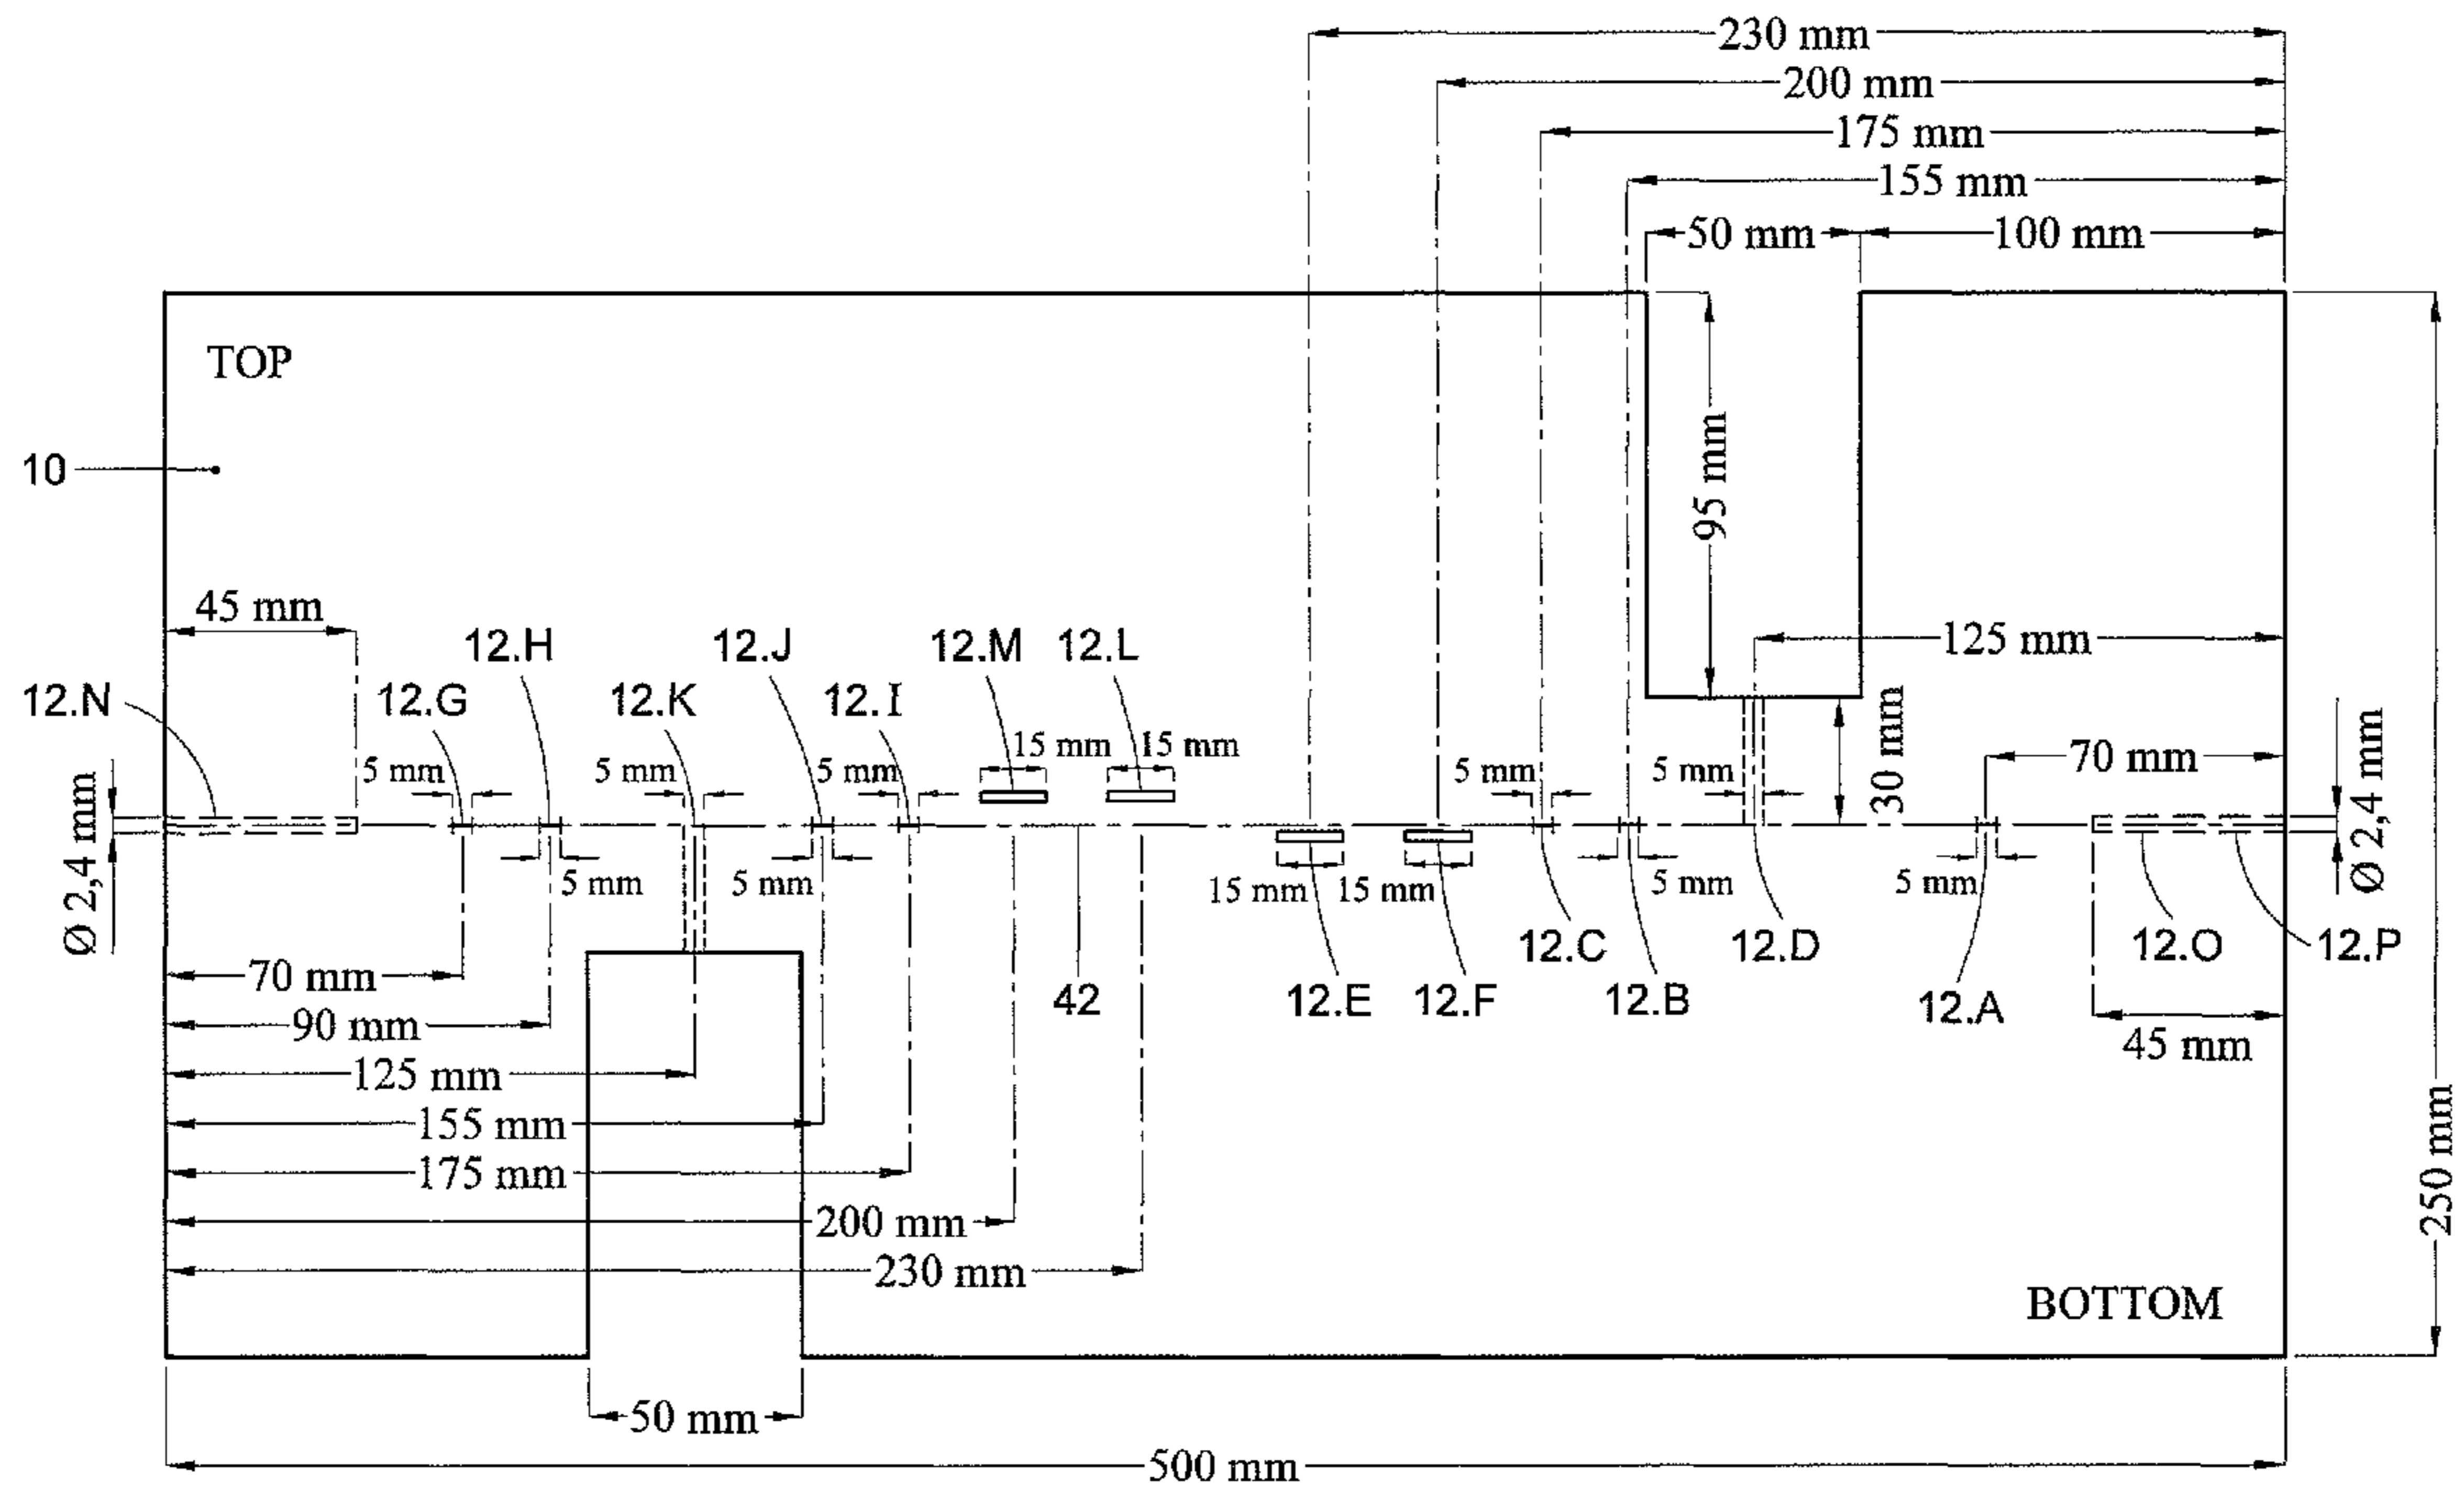 230 mm
200 mm
175 mm
155 mm
50 mm 100 mm
TOP
10
95 mm
45 mm
12.H 12.J 12.M 12.L 125 mm
12.N 12.G 12.K 12.I
15 mm 15 mm
5 mm 5 mm 5 mm 5 mm 5 mm 70 mm
30 mm
Ø 2,4 mm Ø 2,4 mm
5 mm 5 mm 15 mm 15 mm 5 mm 5 mm
12.C 12.D 12.O 12.P
70 mm 42 12.E 12.F 12.B 12.A
90 mm 45 mm
125 mm
155 mm
175 mm
250 mm
200 mm
230 mm
BOTTOM
50 mm
500 mm